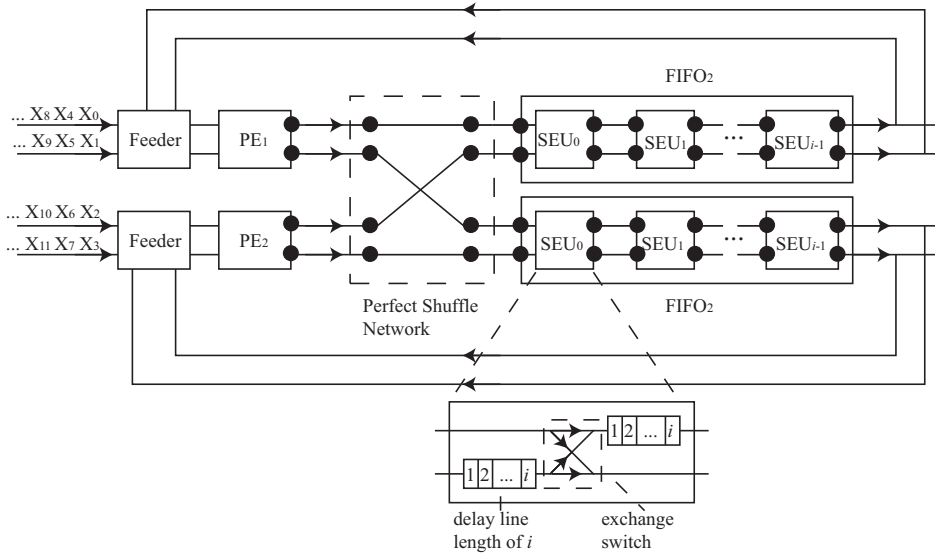 FIFO₂
... X₈ X₄ X₀
... X₉ X₅ X₁
Feeder
PE₁
SEU₀
SEU₁
...
SEUᵢ₋₁
... X₁₀ X₆ X₂
... X₁₁ X₇ X₃
Feeder
PE₂
SEU₀
SEU₁
...
SEUᵢ₋₁
Perfect Shuffle
Network
FIFO₂
1 2 ... i
1 2 ... i
delay line
length of i
exchange
switch